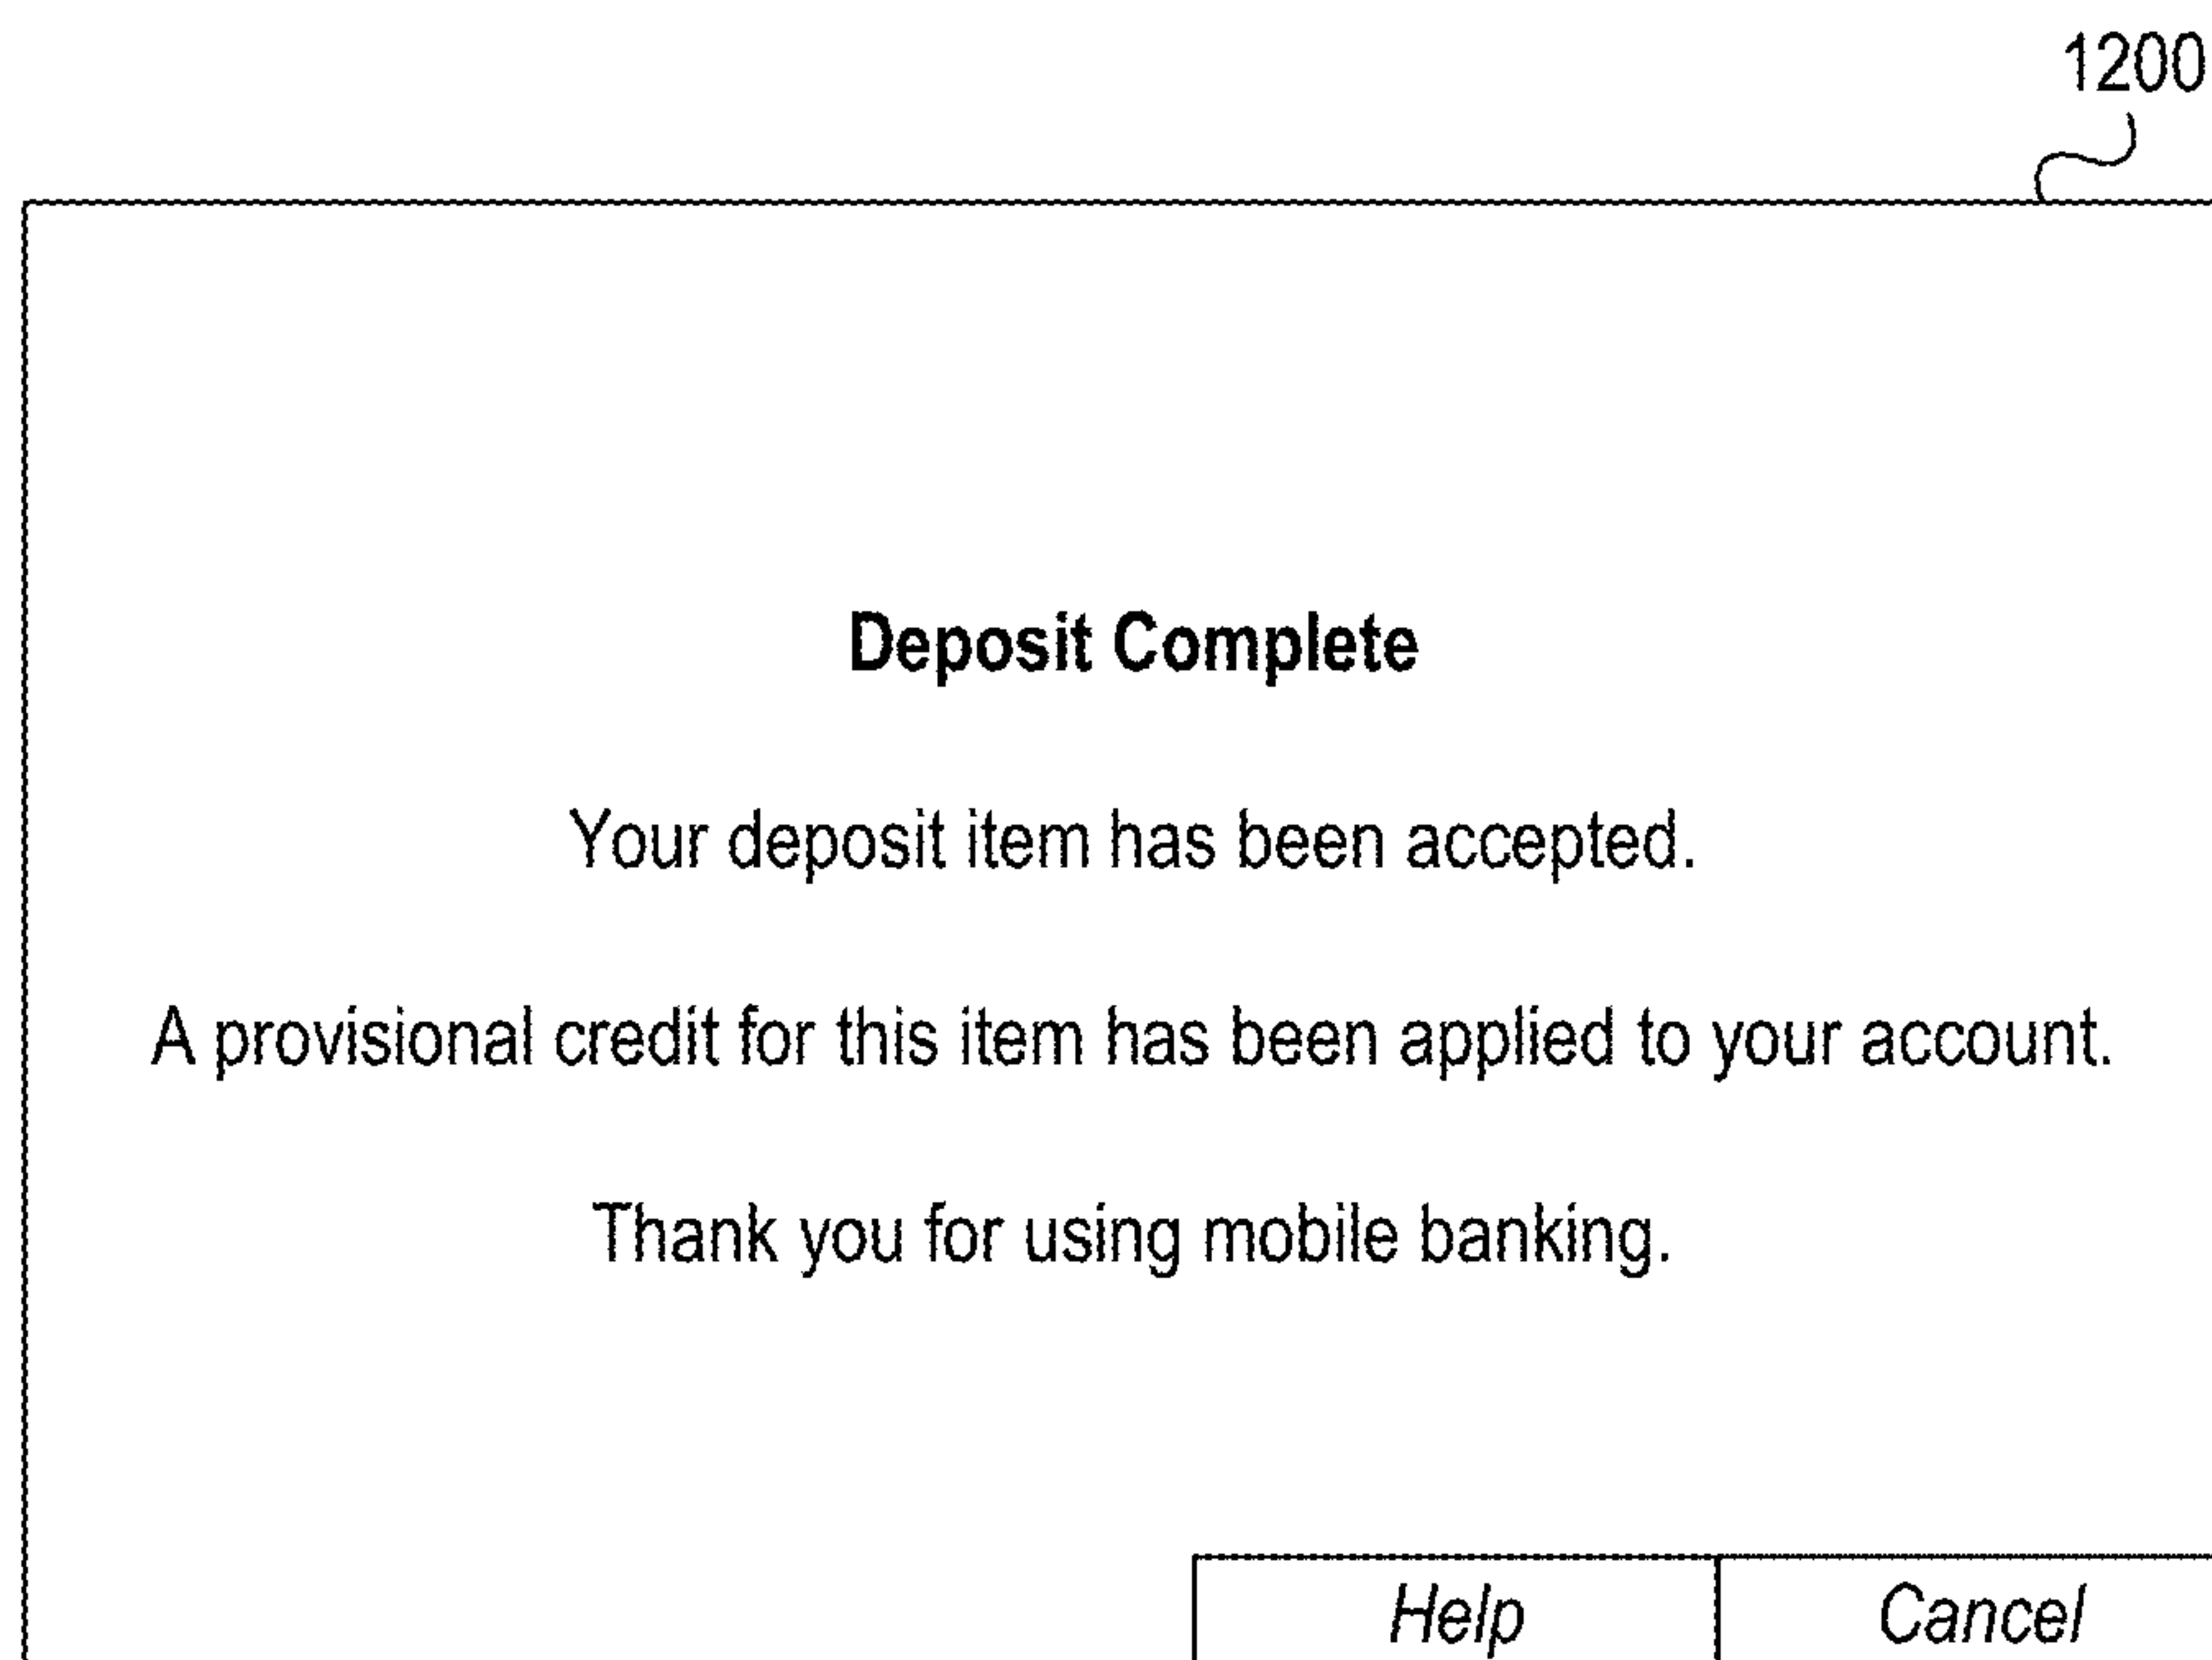 1200
Deposit Complete
Your deposit item has been accepted.
A provisional credit for this item has been applied to your account.
Thank you for using mobile banking.
Help Cancel